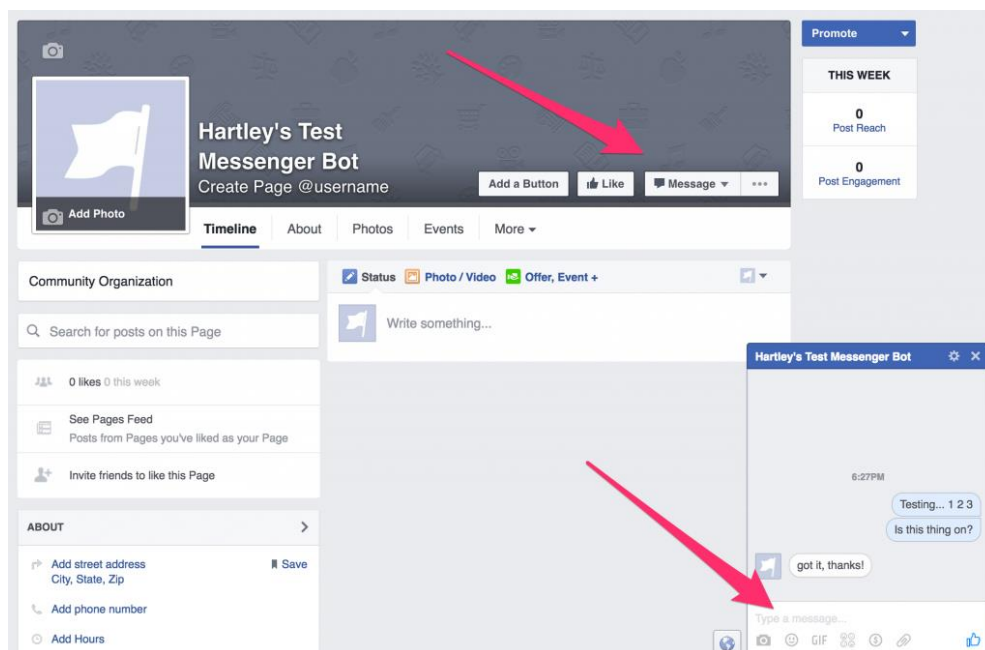 Promote
THIS WEEK
0
Post Reach
0
Post Engagement
Hartley's Test
Messenger Bot
Create Page @username
Add Photo
Add a Button
Like
Message
Timeline About Photos Events More
Community Organization
Search for posts on this Page
0 likes 0 this week
See Pages Feed
Posts from Pages you've liked as your Page
Invite friends to like this Page
ABOUT
Add street address
City, State, Zip
Save
Add phone number
Add Hours
Status Photo / Video Offer, Event +
Write something...
Hartley's Test Messenger Bot
6:27PM
Testing... 1 2 3
Is this thing on?
got it, thanks!
Type a message...
GIF